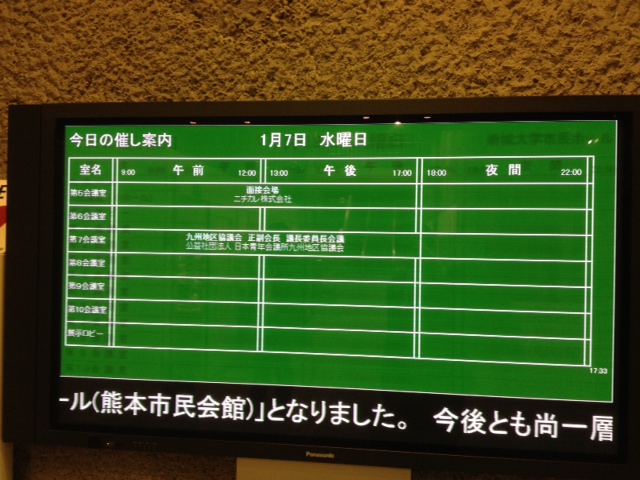 今日の催し案内 1月7日 水曜日
室名 9:00 午前 12:00 13:00 午後 17:00 18:00 夜間 22:00
第5会議室 面接会場
ニチガレ株式会社
第6会議室
第7会議室 九州地区協議会 正副会長 議長委員長会議
公益社団法人 日本青年会議所九州地区協議会
第8会議室
第9会議室
第10会議室
展示ロビー
17:33
ール(熊本市民会館)」となりました。 今後とも尚一層
Panasonic